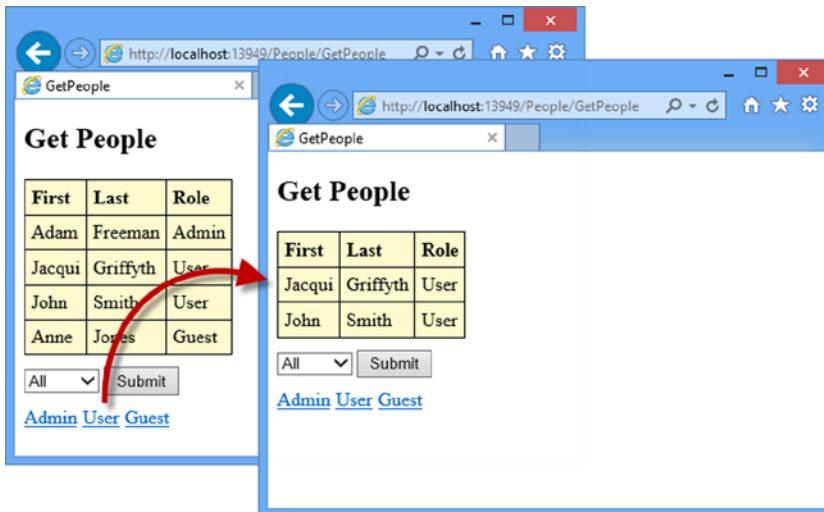 http://localhost:13949/People/GetPeople
GetPeople
Get People
First Last Role
Adam Freeman Admin
Jacqui Griffyth User
John Smith User
Anne Jones Guest
All Submit
Admin User Guest
http://localhost:13949/People/GetPeople
GetPeople
Get People
First Last Role
Jacqui Griffyth User
John Smith User
All Submit
Admin User Guest